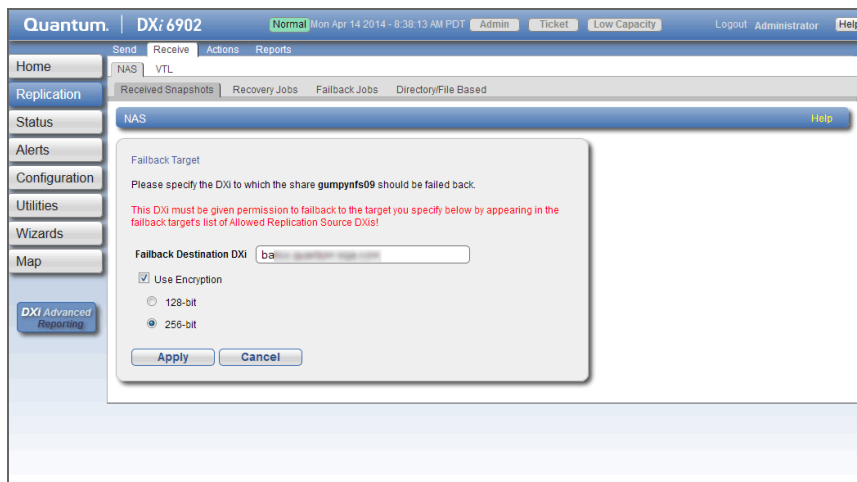 Quantum. DXi 6902 Normal Mon Apr 14 2014 - 8:38:13 AM PDT Admin Ticket Low Capacity Logout Administrator Help
Send Receive Actions Reports
NAS VTL
Received Snapshots Recovery Jobs Failback Jobs Directory/File Based
Home
Replication
Status
Alerts
Configuration
Utilities
Wizards
Map
DXi Advanced
Reporting
NAS Help
Failback Target
Please specify the DXi to which the share gumpynfs09 should be failed back.
This DXi must be given permission to failback to the target you specify below by appearing in the
failback target's list of Allowed Replication Source DXis!
Failback Destination DXi
Use Encryption
128-bit
256-bit
Apply Cancel